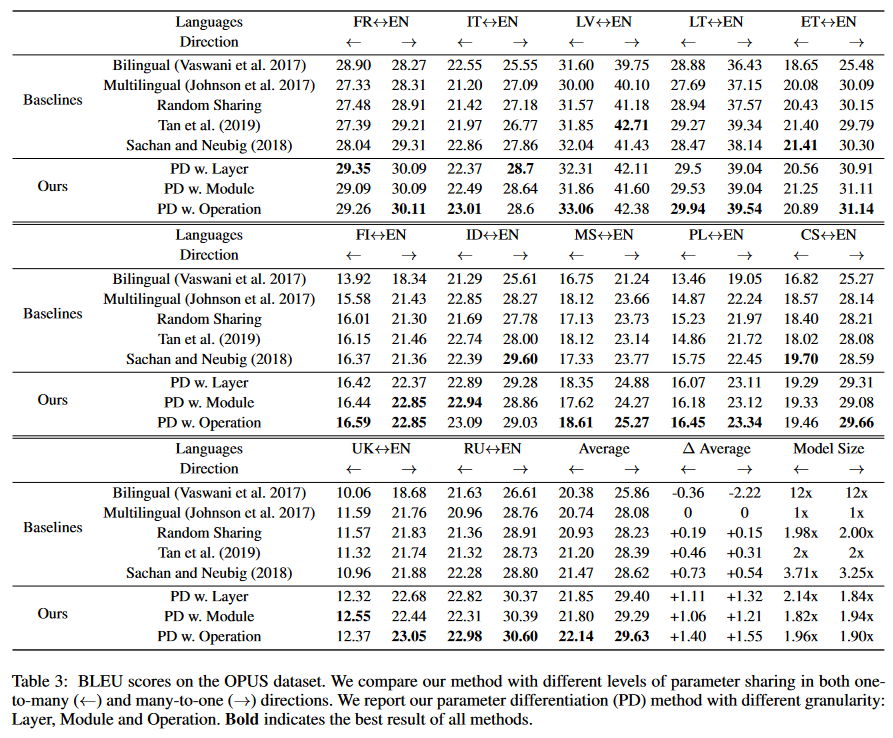 Languages FR↔EN IT↔EN LV↔EN LT↔EN ET↔EN
Direction ← → ← → ← → ← → ← →
Bilingual (Vaswani et al. 2017) 28.90 28.27 22.55 25.55 31.60 39.75 28.88 36.43 18.65 25.48
Baselines Multilingual (Johnson et al. 2017) 27.33 28.31 21.20 27.09 30.00 40.10 27.69 37.15 20.08 30.09
Random Sharing 27.48 28.91 21.42 27.18 31.57 41.18 28.94 37.57 20.43 30.15
Tan et al. (2019) 27.39 29.21 21.97 26.77 31.85 42.71 29.27 39.34 21.40 29.79
Sachan and Neubig (2018) 28.04 29.31 22.86 27.86 32.04 41.43 28.47 38.14 21.41 30.30
PD w. Layer 29.35 30.09 22.37 28.7 32.31 42.11 29.5 39.04 20.56 30.91
Ours PD w. Module 29.09 30.09 22.49 28.64 31.86 41.60 29.53 39.04 21.25 31.11
PD w. Operation 29.26 30.11 23.01 28.6 33.06 42.38 29.94 39.54 20.89 31.14
Languages FI↔EN ID↔EN MS↔EN PL↔EN CS↔EN
Direction ← → ← → ← → ← → ← →
Bilingual (Vaswani et al. 2017) 13.92 18.34 21.29 25.61 16.75 21.24 13.46 19.05 16.82 25.27
Baselines Multilingual (Johnson et al. 2017) 15.58 21.43 22.85 28.27 18.12 23.66 14.87 22.24 18.57 28.14
Random Sharing 16.01 21.30 21.69 27.78 17.13 23.73 15.23 21.97 18.40 28.21
Tan et al. (2019) 16.15 21.46 22.74 28.00 18.12 23.14 14.86 21.72 18.02 28.08
Sachan and Neubig (2018) 16.37 21.36 22.39 29.60 17.33 23.77 15.75 22.45 19.70 28.59
PD w. Layer 16.42 22.37 22.89 29.28 18.35 24.88 16.07 23.11 19.29 29.31
Ours PD w. Module 16.44 22.85 22.94 28.86 17.62 24.27 16.18 23.12 19.33 29.08
PD w. Operation 16.59 22.85 23.09 29.03 18.61 25.27 16.45 23.34 19.46 29.66
Languages UK↔EN RU↔EN Average Δ Average Model Size
Direction ← → ← → ← → ← → ← →
Bilingual (Vaswani et al. 2017) 10.06 18.68 21.63 26.61 20.38 25.86 -0.36 -2.22 12x 12x
Baselines Multilingual (Johnson et al. 2017) 11.59 21.76 20.96 28.76 20.74 28.08 0 0 1x 1x
Random Sharing 11.57 21.83 21.36 28.91 20.93 28.23 +0.19 +0.15 1.98x 2.00x
Tan et al. (2019) 11.32 21.74 21.32 28.73 21.20 28.39 +0.46 +0.31 2x 2x
Sachan and Neubig (2018) 10.96 21.88 22.28 28.80 21.47 28.62 +0.73 +0.54 3.71x 3.25x
PD w. Layer 12.32 22.68 22.82 30.37 21.85 29.40 +1.11 +1.32 2.14x 1.84x
Ours PD w. Module 12.55 22.44 22.31 30.39 21.80 29.29 +1.06 +1.21 1.82x 1.94x
PD w. Operation 12.37 23.05 22.98 30.60 22.14 29.63 +1.40 +1.55 1.96x 1.90x
Table 3: BLEU scores on the OPUS dataset. We compare our method with different levels of parameter sharing in both one-
to-many (←) and many-to-one (→) directions. We report our parameter differentiation (PD) method with different granularity:
Layer, Module and Operation. Bold indicates the best result of all methods.